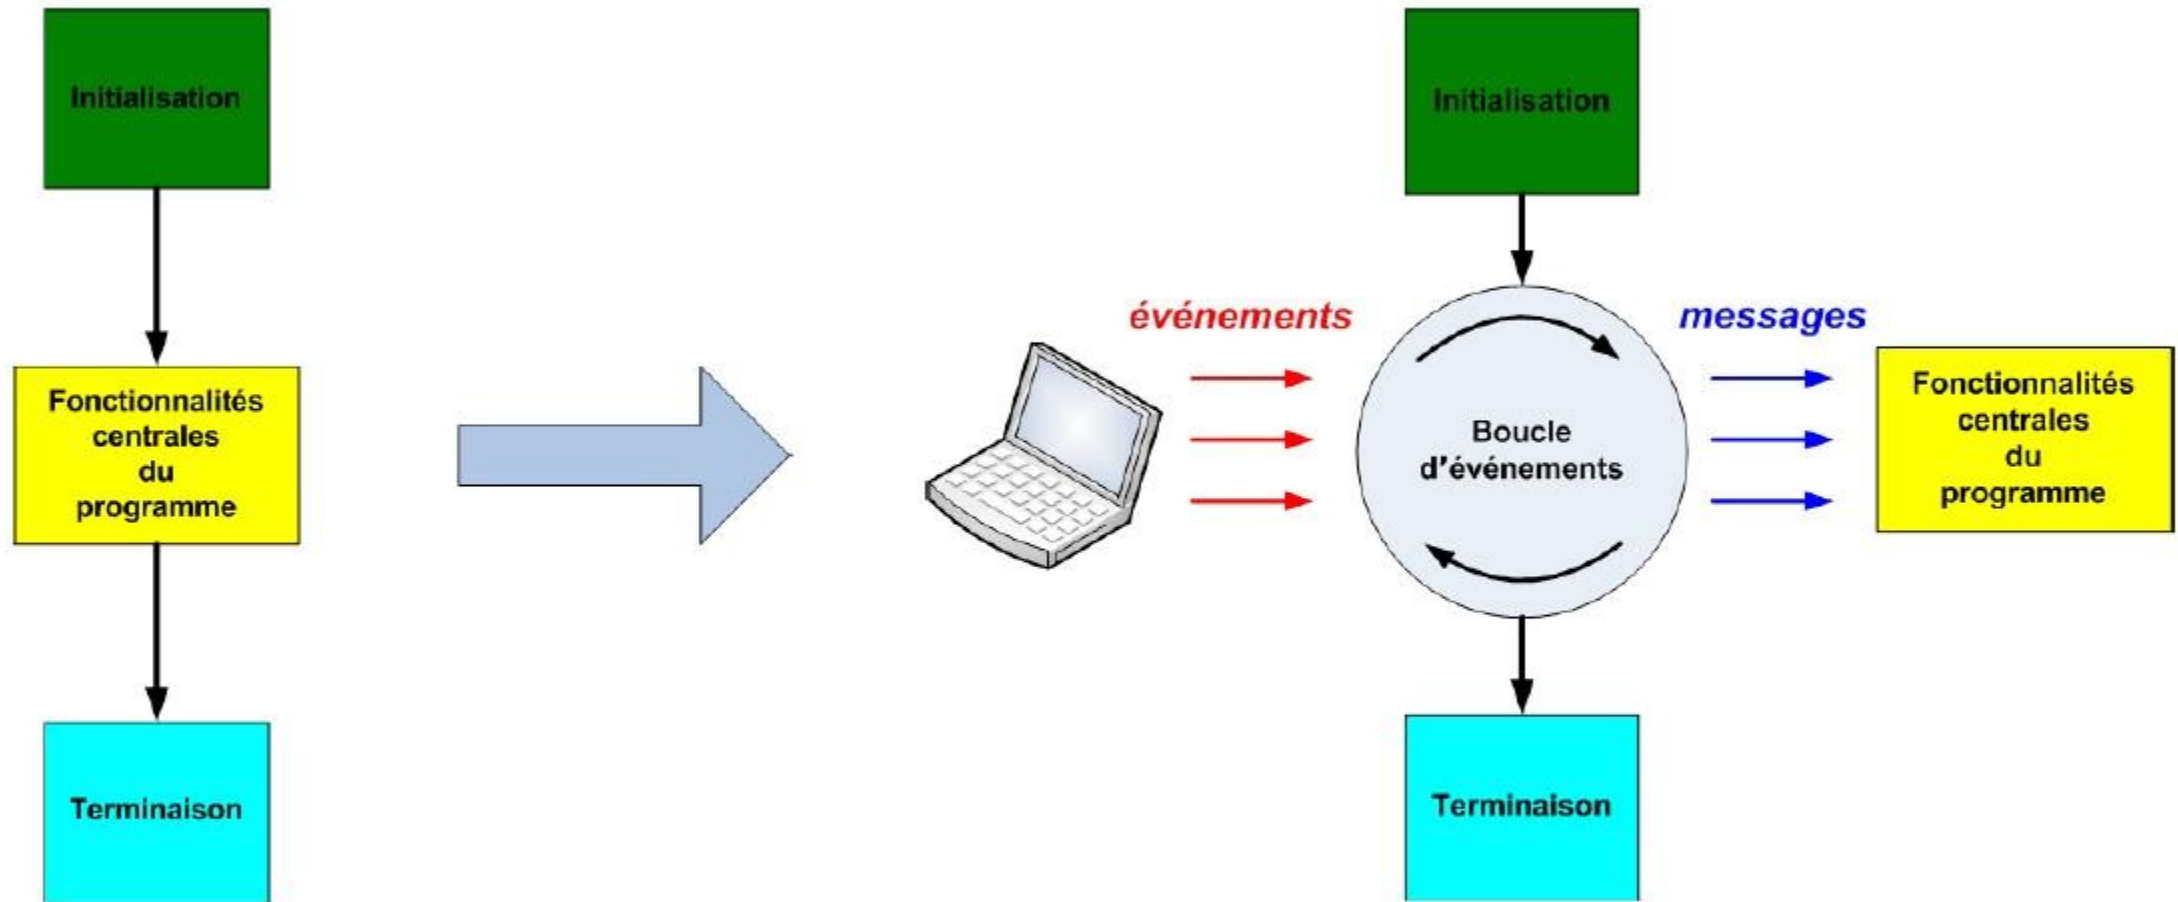 Initialisation
Fonctionnalités
centrales
du
programme
Terminaison
événements
Initialisation
Boucle
d’événements
messages
Fonctionnalités
centrales
du
programme
Terminaison